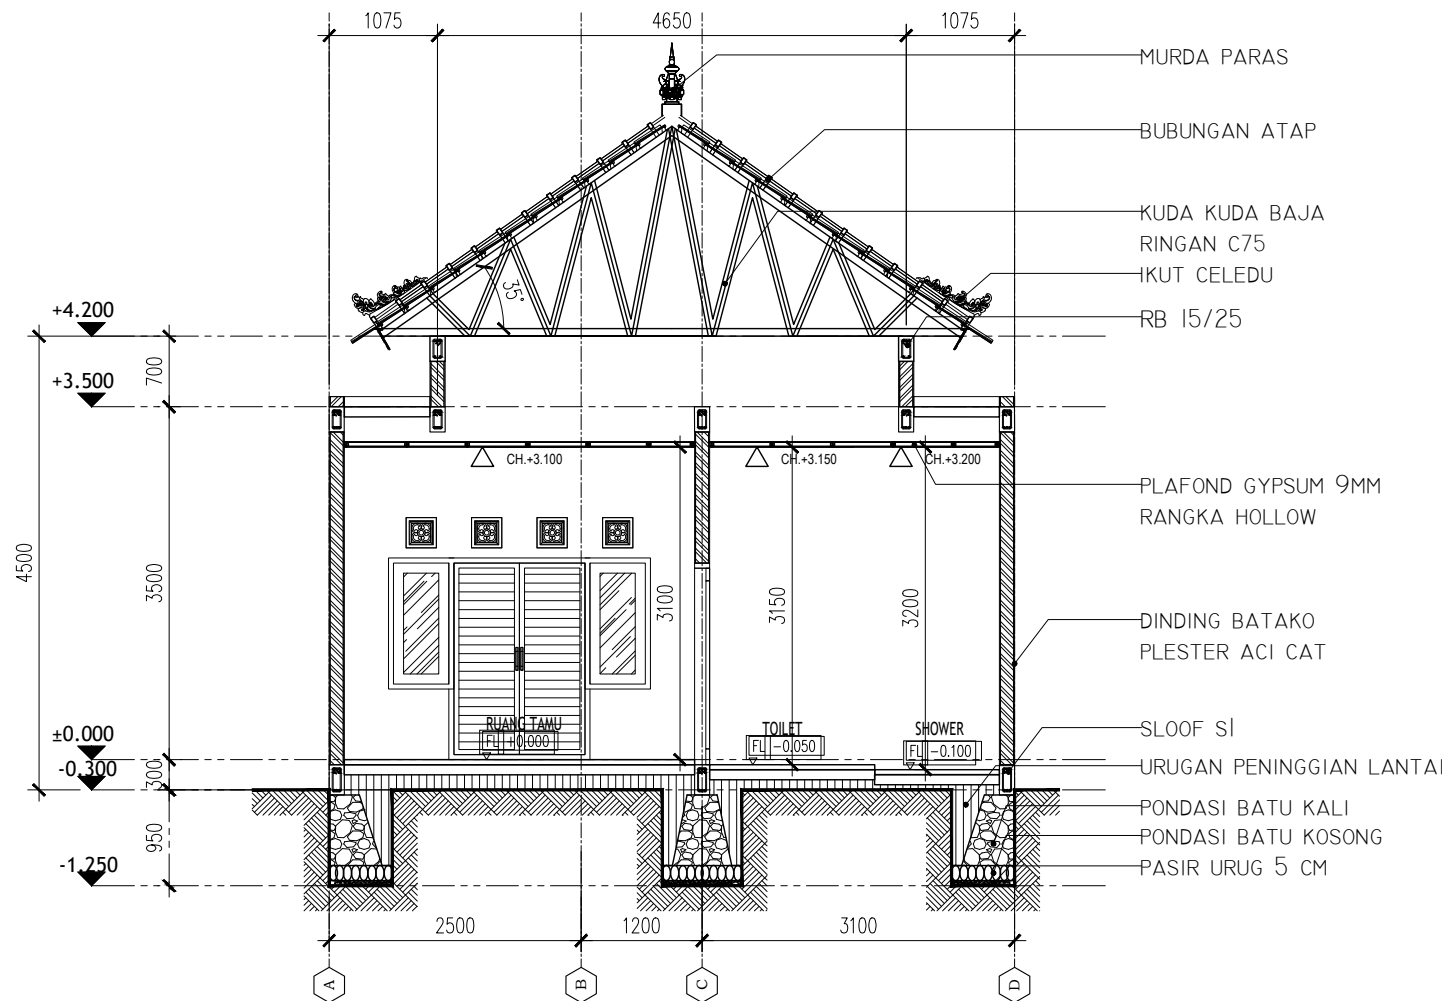 1075
4650
1075
MURDA PARAS
BUBUNGAN ATAP
KUDA KUDA BAJA
RINGAN C75
IKUT CELEDU
35°
RB 15/25
+4.200
700
+3.500
CH.+3.100
CH.+3.150
CH.+3.200
PLAFOND GYPSUM 9MM
RANGKA HOLLOW
4500
3500
3100
3150
3200
DINDING BATAKO
PLESTER ACI CAT
RUANG TAMU
FL +0.000
TOILET
FL -0.050
SHOWER
FL -0.100
±0.000
300
-0.300
SLOOF S1
URUGAN PENINGGIAN LANTAI
PONDASI BATU KALI
PONDASI BATU KOSONG
PASIR URUG 5 CM
950
-1.250
2500
1200
3100
A
B
C
D